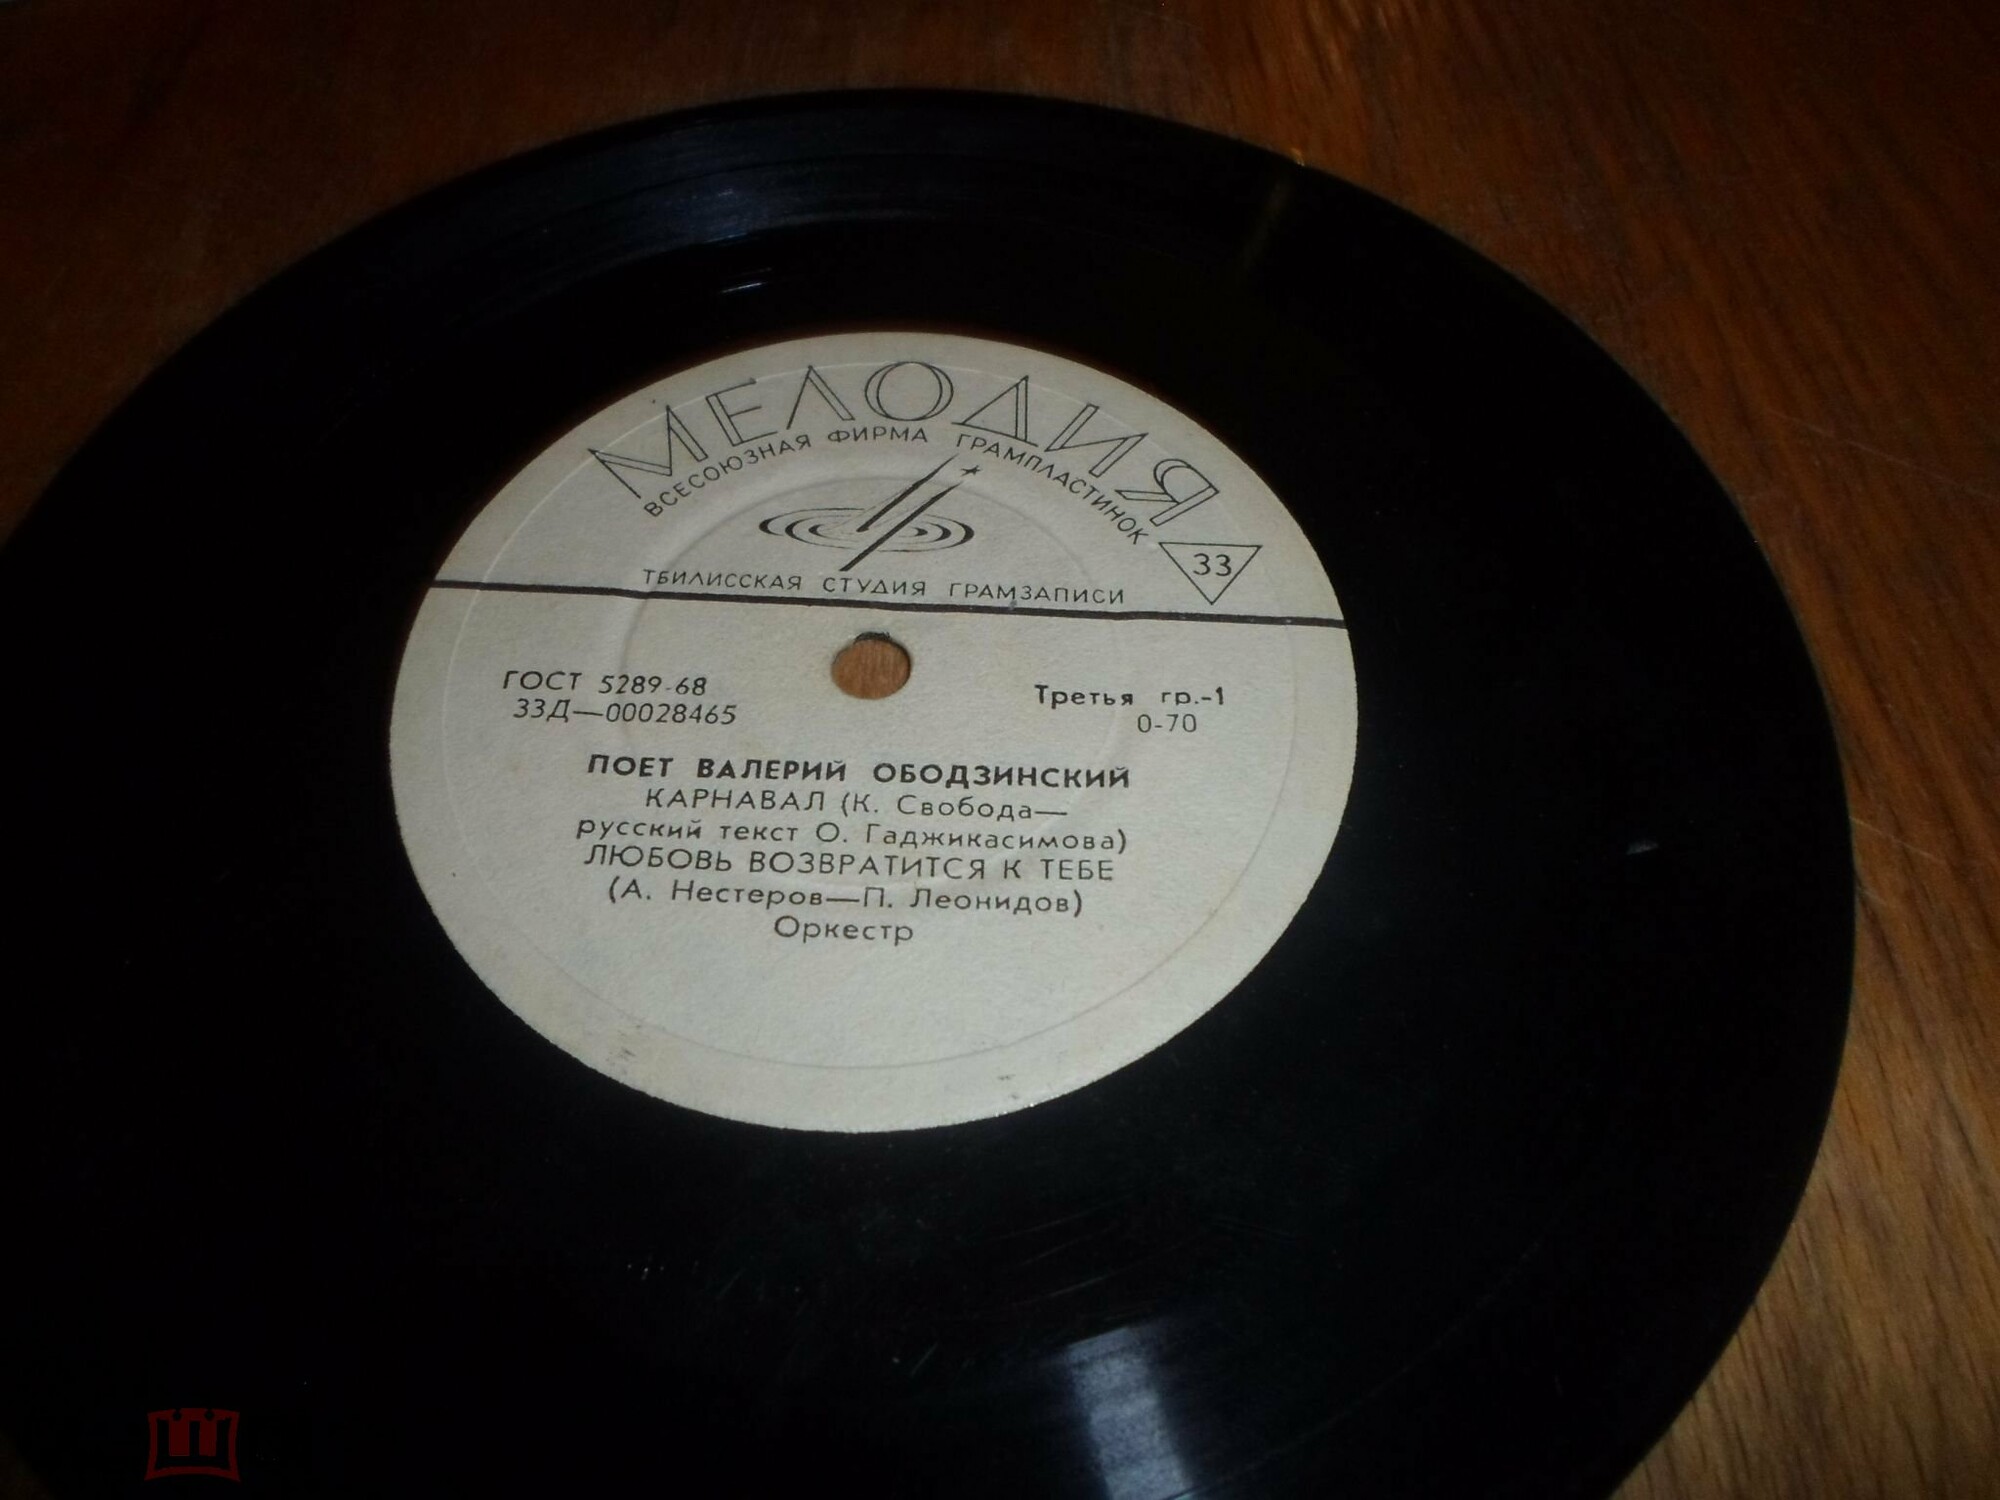 МЕЛОДИЯ
ВСЕСОЮЗНАЯ ФИРМА ГРАМПЛАСТИНОК
33
ТБИЛИССКАЯ СТУДИЯ ГРАМЗАПИСИ
ГОСТ 5289-68
33Д—00028465
Третья гр.-1
0-70
ПОЕТ ВАЛЕРИЙ ОБОДЗИНСКИЙ
КАРНАВАЛ (К. Свобода—
русский текст О. Гаджикасимова)
ЛЮБОВЬ ВОЗВРАТИТСЯ К ТЕБЕ
(А. Нестеров—П. Леонидов)
Оркестр